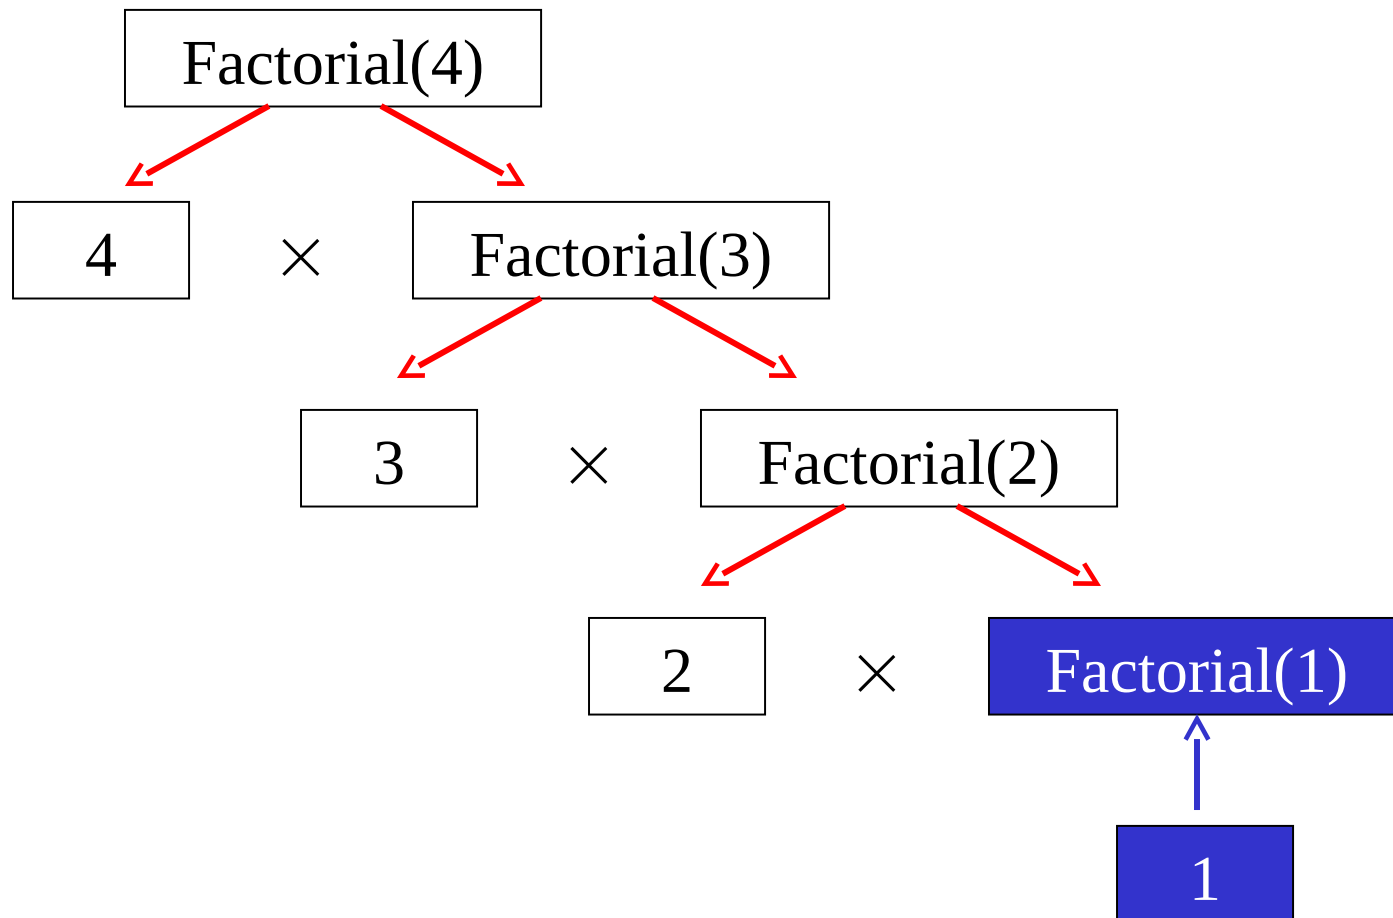 Factorial(4)
4 × Factorial(3)
3 × Factorial(2)
2 × Factorial(1)
1